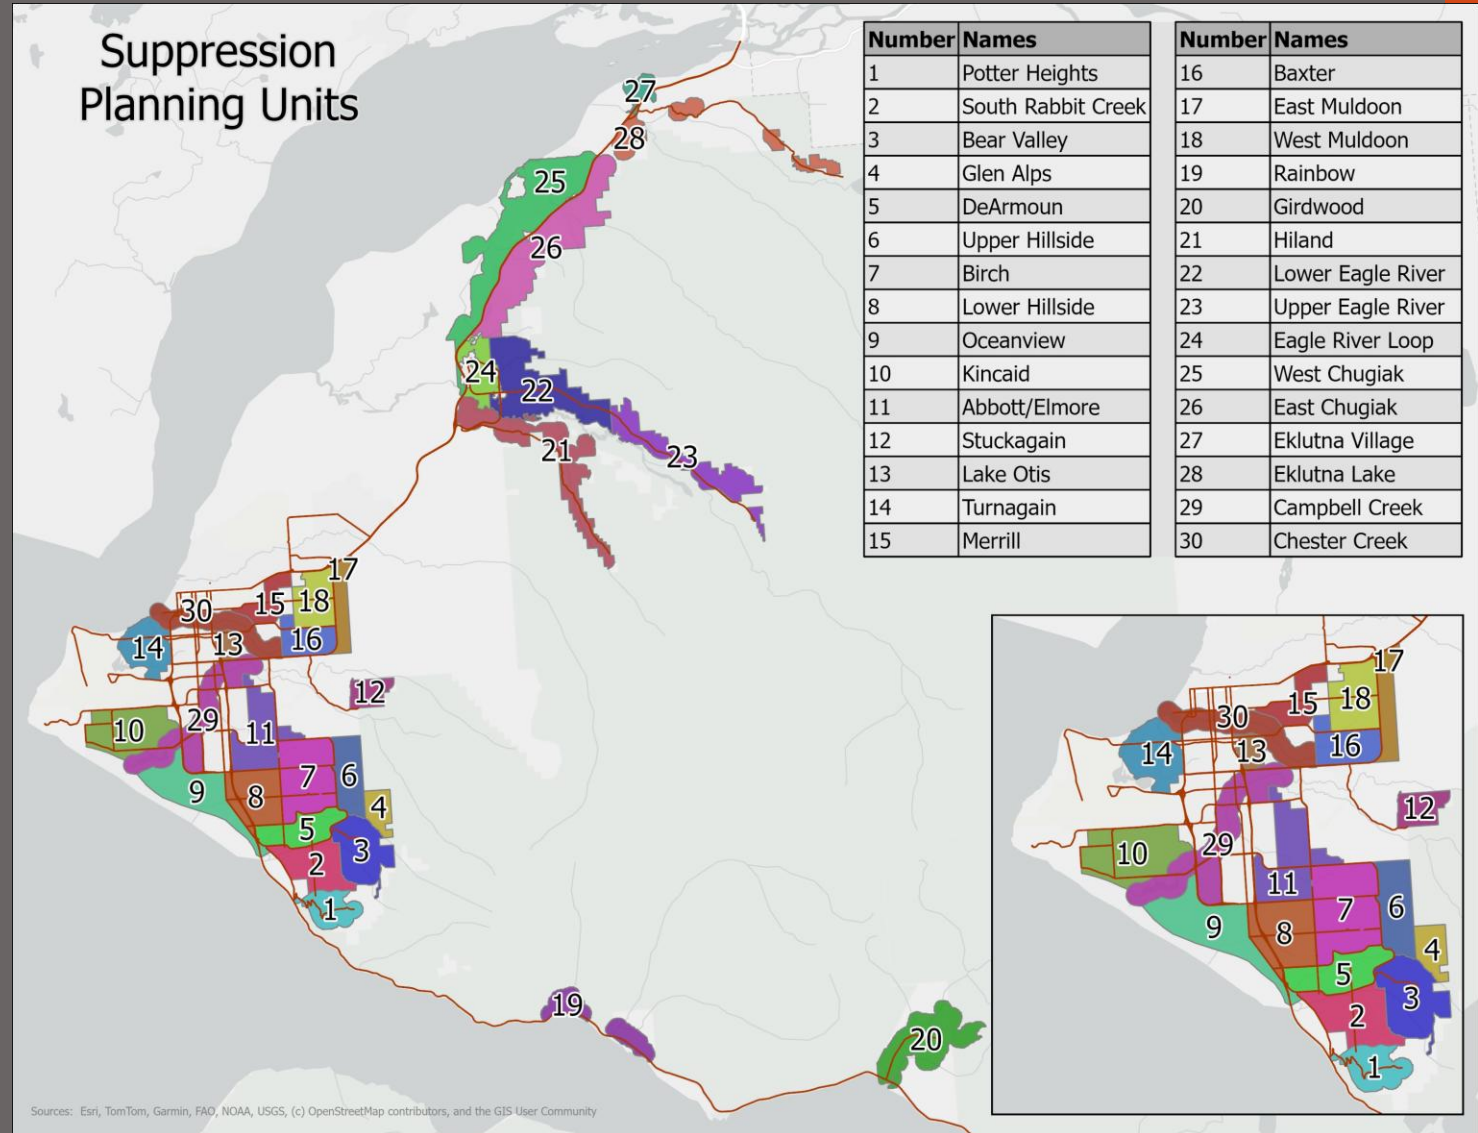 Suppression
Planning Units
Number Names
1 Potter Heights
2 South Rabbit Creek
3 Bear Valley
4 Glen Alps
5 DeArmoun
6 Upper Hillside
7 Birch
8 Lower Hillside
9 Oceanview
10 Kincaid
11 Abbott/Elmore
12 Stuckagain
13 Lake Otis
14 Turnagain
15 Merrill
Number Names
16 Baxter
17 East Muldoon
18 West Muldoon
19 Rainbow
20 Girdwood
21 Hiland
22 Lower Eagle River
23 Upper Eagle River
24 Eagle River Loop
25 West Chugiak
26 East Chugiak
27 Eklutna Village
28 Eklutna Lake
29 Campbell Creek
30 Chester Creek
27
28
25
26
24
22
21
23
17
30
15
18
14
13
16
12
10
29
11
9
8
7
6
4
5
3
2
1
19
20
17
15
18
30
14
13
16
12
10
29
11
9
8
7
6
4
5
3
2
1
Sources: Esri, TomTom, Garmin, FAO, NOAA, USGS, (c) OpenStreetMap contributors, and the GIS User Community